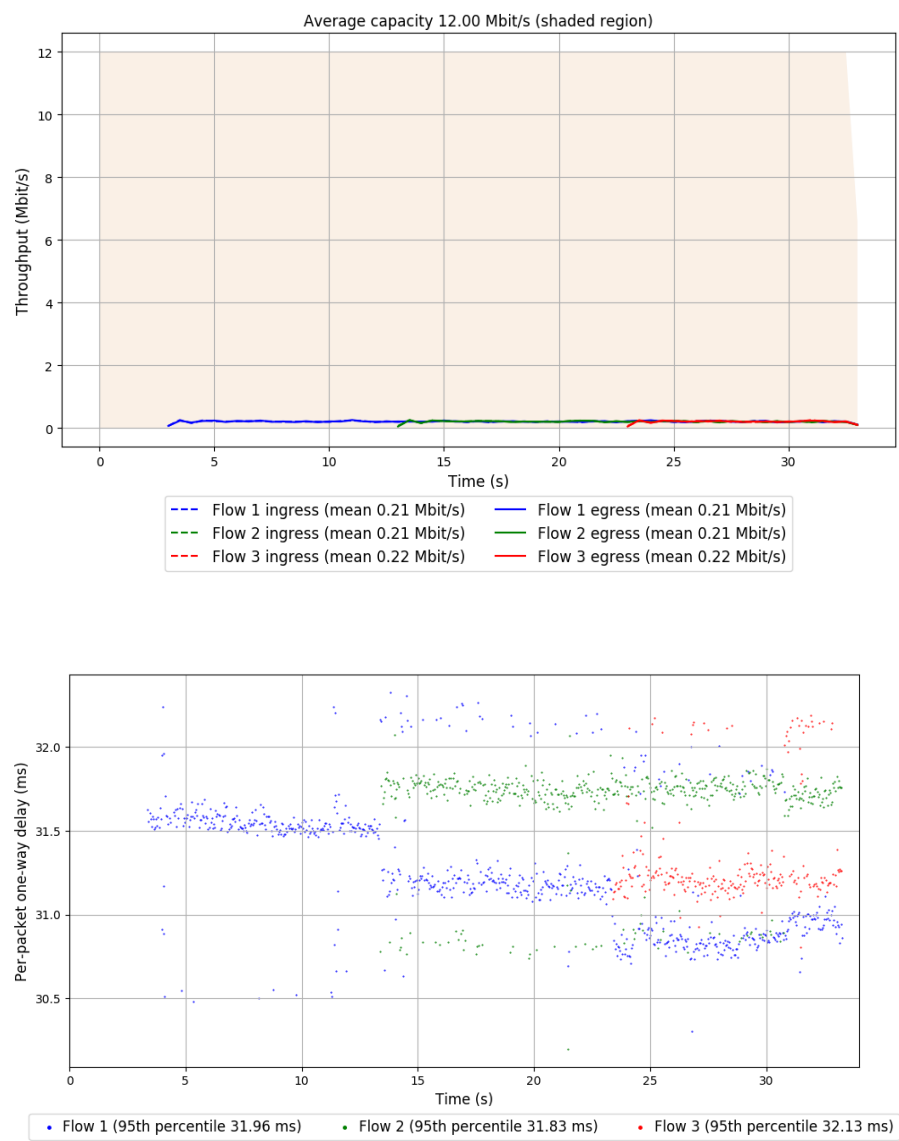 Average capacity 12.00 Mbit/s (shaded region)
Throughput (Mbit/s)
12
10
8
6
4
2
0
0 5 10 15 20 25 30
Time (s)
Flow 1 ingress (mean 0.21 Mbit/s) Flow 1 egress (mean 0.21 Mbit/s)
Flow 2 ingress (mean 0.21 Mbit/s) Flow 2 egress (mean 0.21 Mbit/s)
Flow 3 ingress (mean 0.22 Mbit/s) Flow 3 egress (mean 0.22 Mbit/s)
Per-packet one-way delay (ms)
32.0
31.5
31.0
30.5
0 5 10 15 20 25 30
Time (s)
Flow 1 (95th percentile 31.96 ms) Flow 2 (95th percentile 31.83 ms) Flow 3 (95th percentile 32.13 ms)